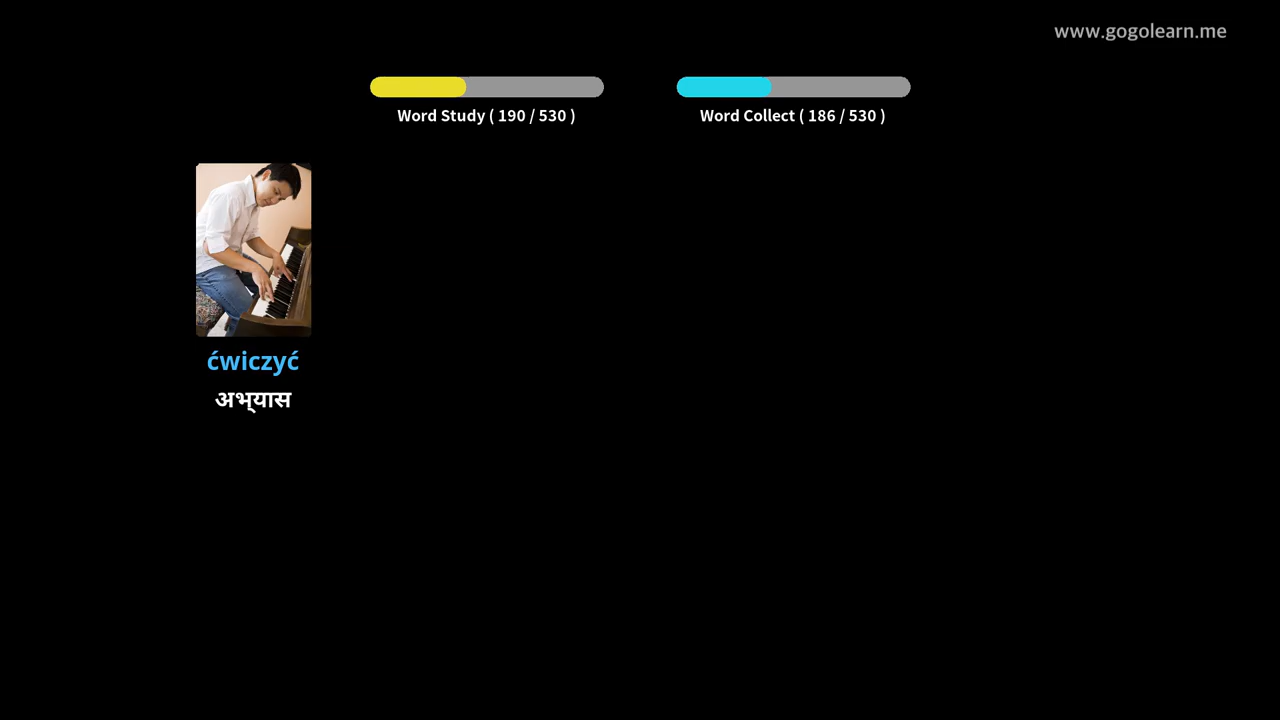 www.gogolearn.me
Word Study ( 190 / 530 )
Word Collect ( 186 / 530 )
ćwiczyć
अभ्यास